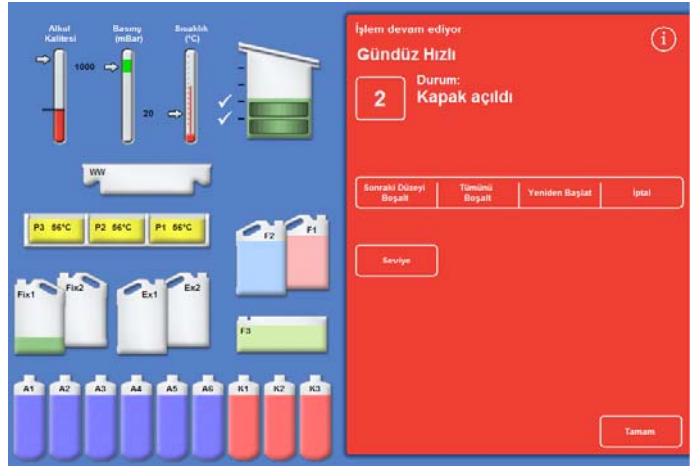 Alkol
Kalitesi
Basınç
(mBar)
Sıcaklık
(°C)
1000
20
WW
P3 56°C
P2 56°C
P1 56°C
F2
F1
Fix1
Fix2
Ex1
Ex2
F3
A1
A2
A3
A4
A5
A6
K1
K2
K3
İşlem devam ediyor
Gündüz Hızlı
i
2
Durum:
Kapak açıldı
Sonraki Düzeyi
Boşalt
Tümünü
Boşalt
Yeniden Başlat
İptal
Seviye
Tamam